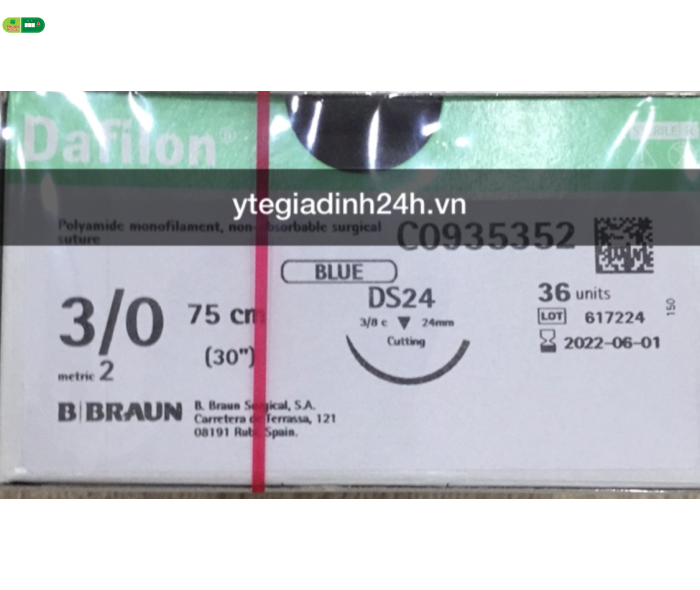 Dafilon®
STERILE
ytegiadinh24h.vn
Polyamide monofilament, non-absorbable surgical
suture
C0935352
BLUE
3/0 75 cm
(30")
metric 2
DS24
3/8 c 24mm
Cutting
36 units
LOT 617224
2022-06-01
150
B|BRAUN
B. Braun Surgical, S.A.
Carretera de Terrassa, 121
08191 Rubí, Spain.